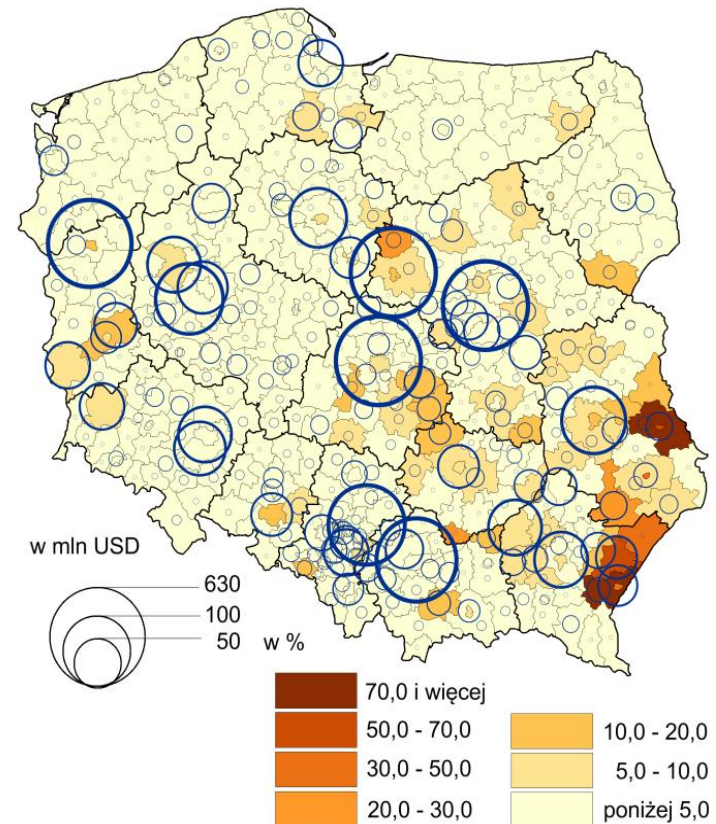 w mln USD
630
100
50
w %
70,0 i więcej
50,0 - 70,0
30,0 - 50,0
20,0 - 30,0
10,0 - 20,0
5,0 - 10,0
poniżej 5,0